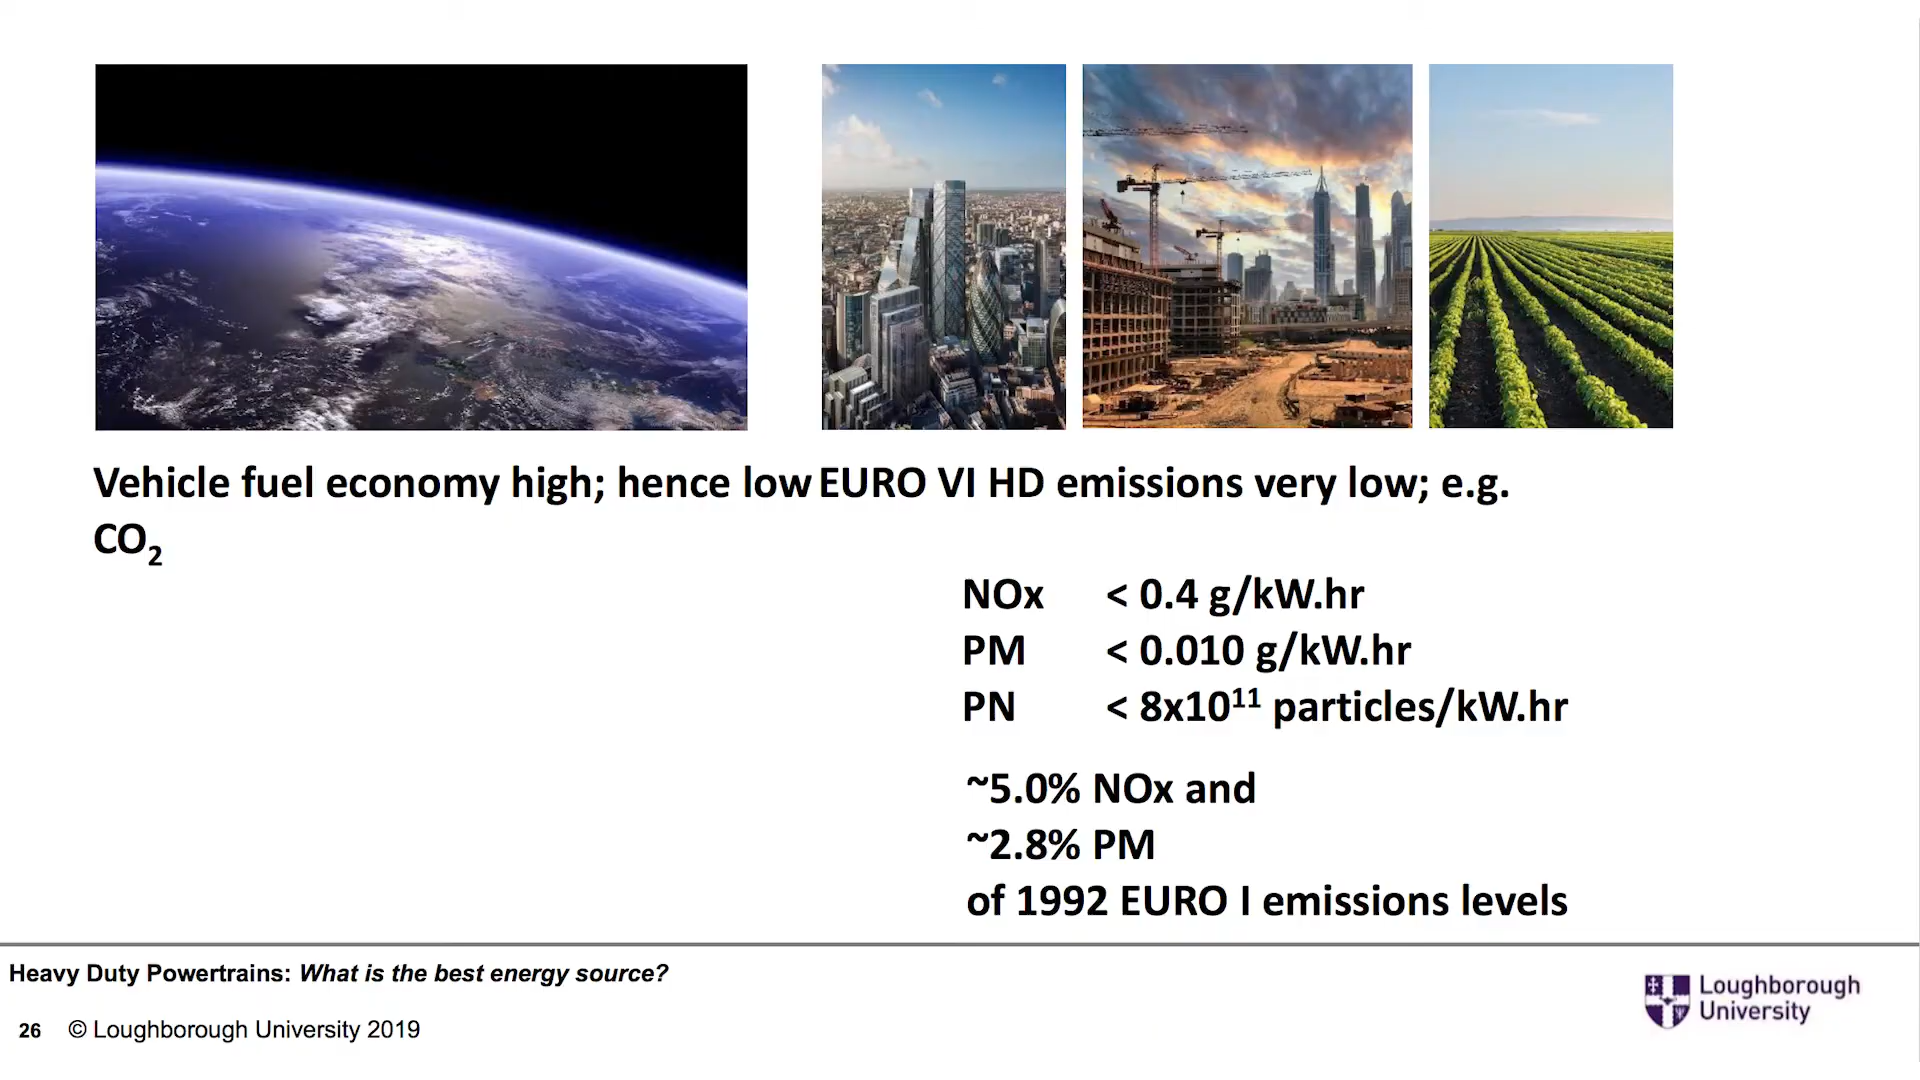 Vehicle fuel economy high; hence low
CO₂
EURO VI HD emissions very low; e.g.
NOx < 0.4 g/kW.hr
PM < 0.010 g/kW.hr
PN < 8x10¹¹ particles/kW.hr
~5.0% NOx and
~2.8% PM
of 1992 EURO I emissions levels
Heavy Duty Powertrains: What is the best energy source?
26 © Loughborough University 2019
Loughborough
University